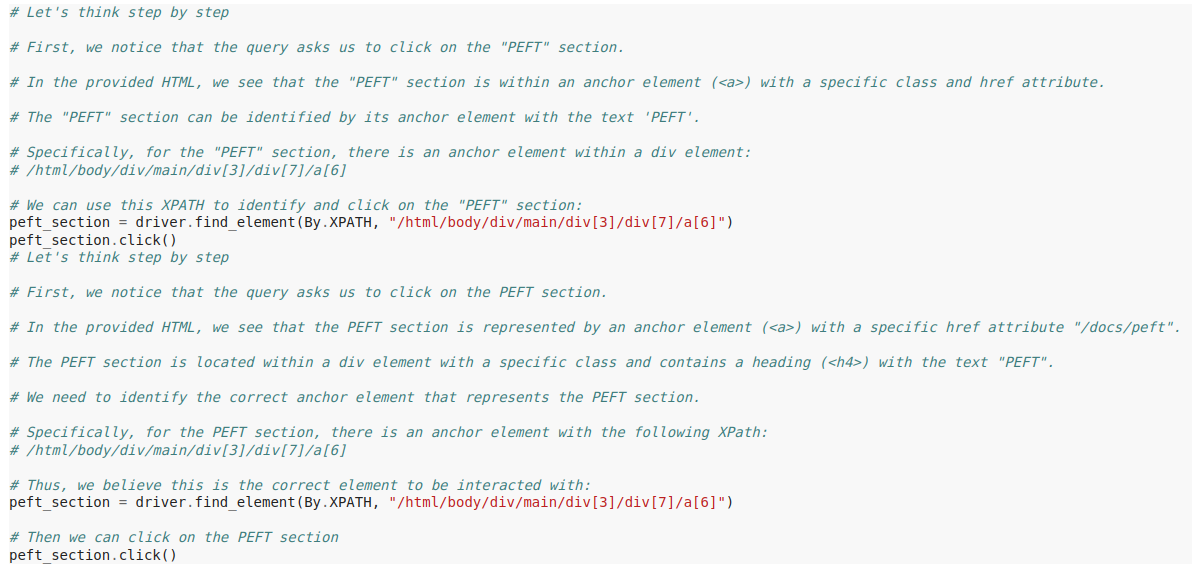 # Let's think step by step
# First, we notice that the query asks us to click on the "PEFT" section.
# In the provided HTML, we see that the "PEFT" section is within an anchor element (<a>) with a specific class and href attribute.
# The "PEFT" section can be identified by its anchor element with the text 'PEFT'.
# Specifically, for the "PEFT" section, there is an anchor element within a div element:
# /html/body/div/main/div[3]/div[7]/a[6]
# We can use this XPATH to identify and click on the "PEFT" section:
peft_section = driver.find_element(By.XPATH, "/html/body/div/main/div[3]/div[7]/a[6]")
peft_section.click()
# Let's think step by step
# First, we notice that the query asks us to click on the PEFT section.
# In the provided HTML, we see that the PEFT section is represented by an anchor element (<a>) with a specific href attribute "/docs/peft".
# The PEFT section is located within a div element with a specific class and contains a heading (<h4>) with the text "PEFT".
# We need to identify the correct anchor element that represents the PEFT section.
# Specifically, for the PEFT section, there is an anchor element with the following XPath:
# /html/body/div/main/div[3]/div[7]/a[6]
# Thus, we believe this is the correct element to be interacted with:
peft_section = driver.find_element(By.XPATH, "/html/body/div/main/div[3]/div[7]/a[6]")
# Then we can click on the PEFT section
peft_section.click()